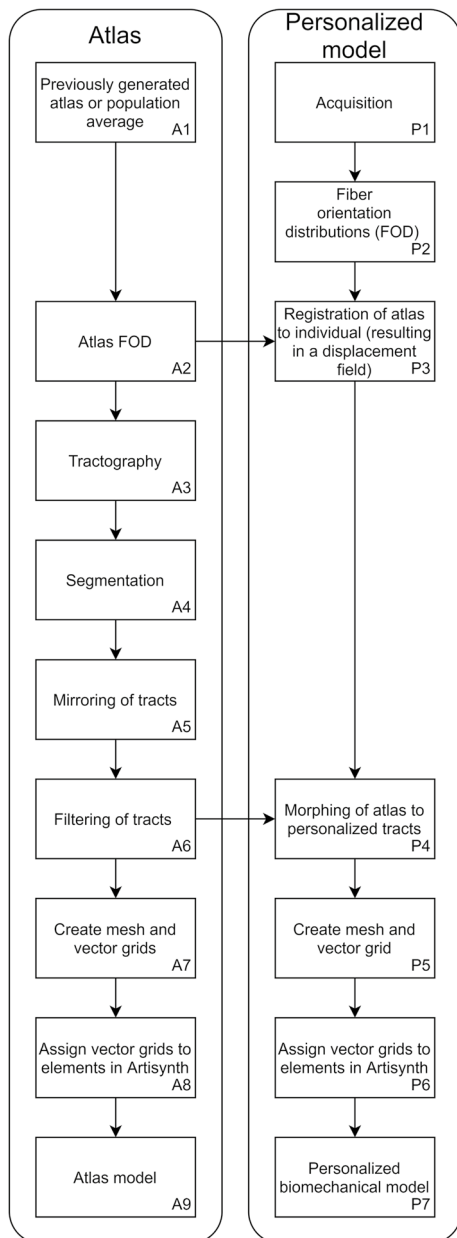 Atlas
Previously generated
atlas or population
average
A1
Atlas FOD
A2
Tractography
A3
Segmentation
A4
Mirroring of tracts
A5
Filtering of tracts
A6
Create mesh and
vector grids
A7
Assign vector grids to
elements in Artisynth
A8
Atlas model
A9
Personalized
model
Acquisition
P1
Fiber
orientation
distributions (FOD)
P2
Registration of atlas
to individual (resulting
in a displacement
field)
P3
Morphing of atlas to
personalized tracts
P4
Create mesh and
vector grid
P5
Assign vector grids to
elements in Artisynth
P6
Personalized
biomechanical model
P7